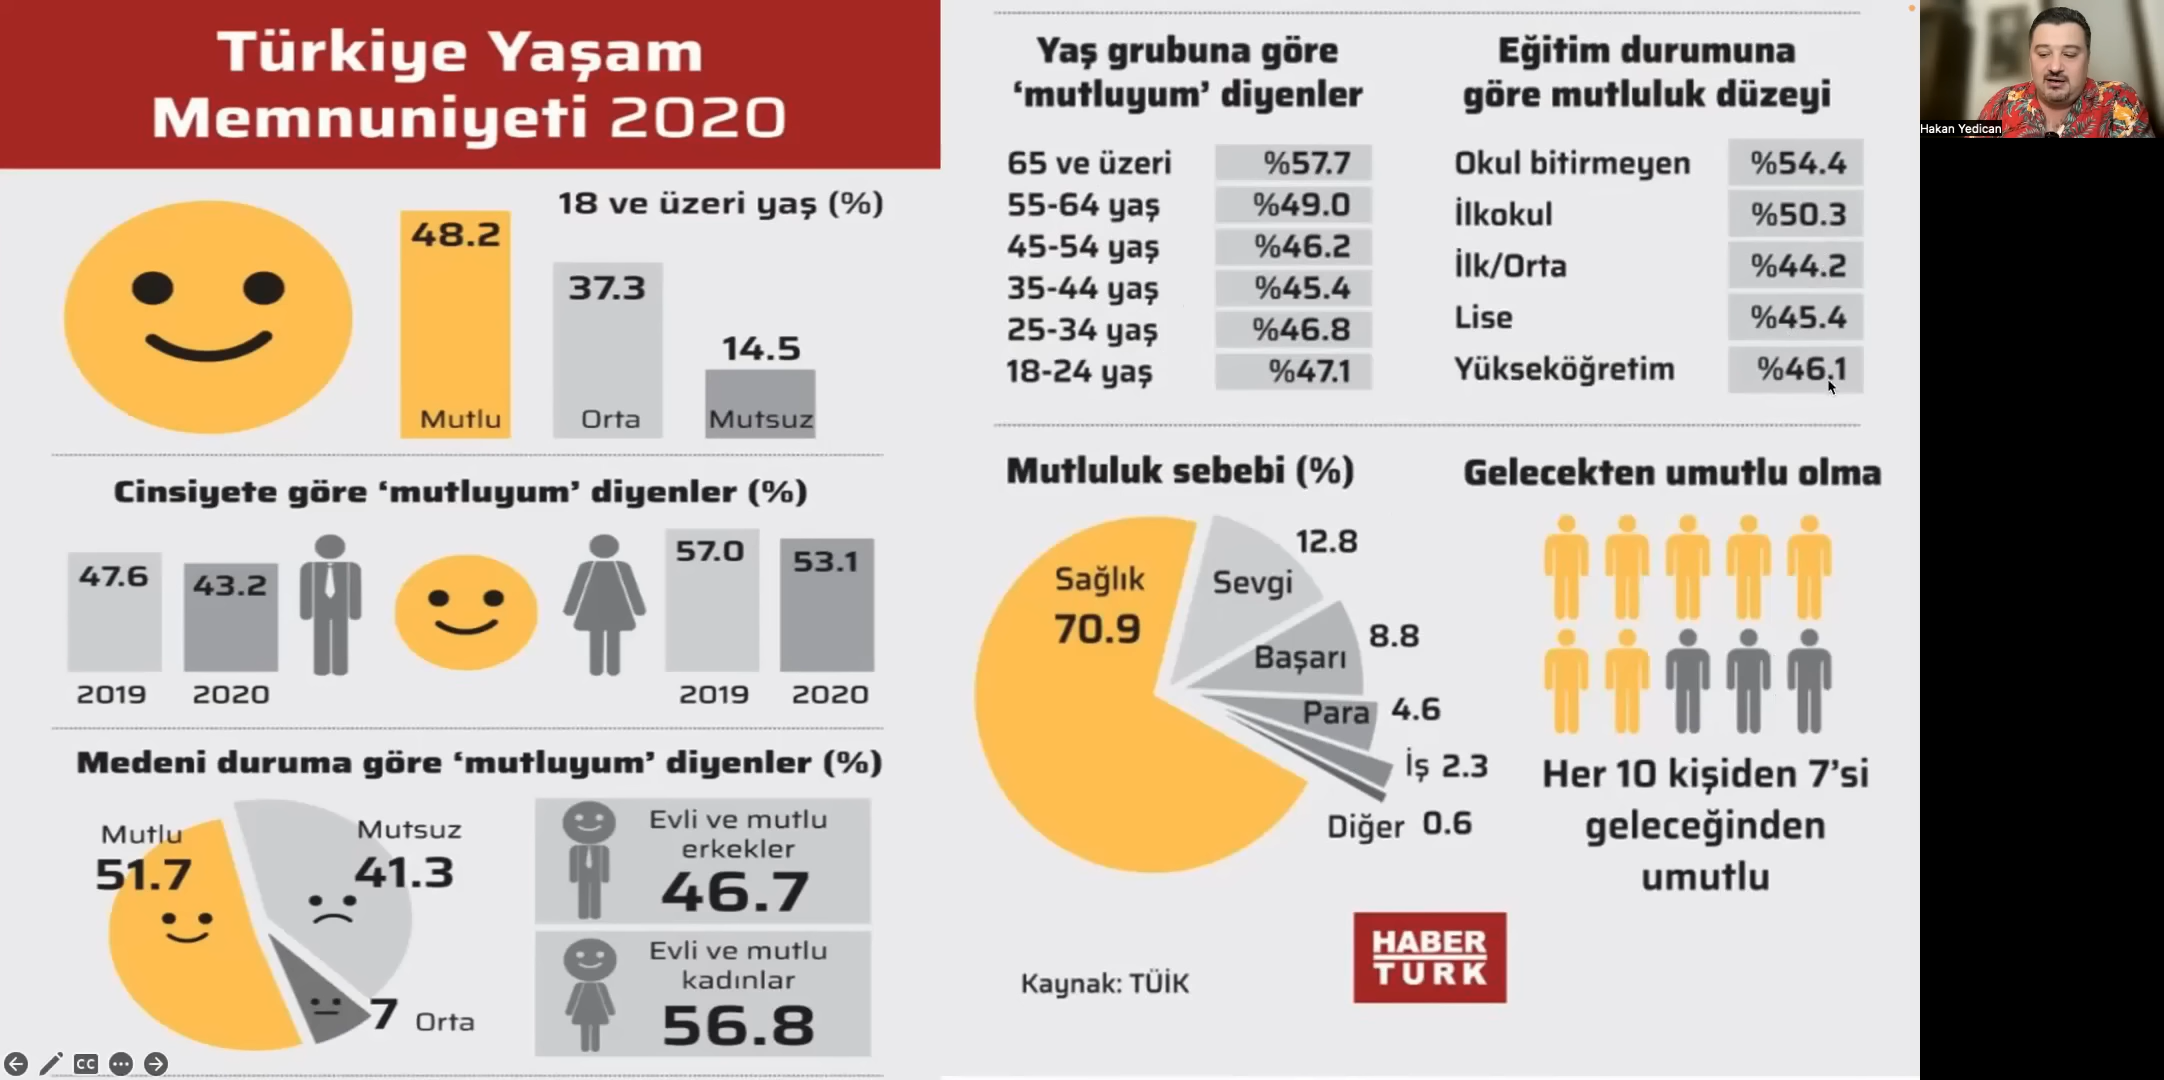 Türkiye Yaşam
Memnuniyeti 2020
18 ve üzeri yaş (%)
48.2
37.3
14.5
Mutlu
Orta
Mutsuz
Cinsiyete göre ‘mutluyum’ diyenler (%)
47.6
43.2
57.0
53.1
2019
2020
2019
2020
Medeni duruma göre ‘mutluyum’ diyenler (%)
Mutlu
51.7
Mutsuz
41.3
7 Orta
Evli ve mutlu
erkekler
46.7
Evli ve mutlu
kadınlar
56.8
CC
Yaş grubuna göre
‘mutluyum’ diyenler
65 ve üzeri %57.7
55-64 yaş %49.0
45-54 yaş %46.2
35-44 yaş %45.4
25-34 yaş %46.8
18-24 yaş %47.1
Eğitim durumuna
göre mutluluk düzeyi
Okul bitirmeyen %54.4
İlkokul %50.3
İlk/Orta %44.2
Lise %45.4
Yükseköğretim %46.1
Mutluluk sebebi (%)
Sağlık
70.9
Sevgi
12.8
Başarı
8.8
Para 4.6
İş 2.3
Diğer 0.6
Gelecekten umutlu olma
Her 10 kişiden 7’si
geleceğinden
umutlu
Kaynak: TÜİK
HABER
TURK
Hakan Yedican